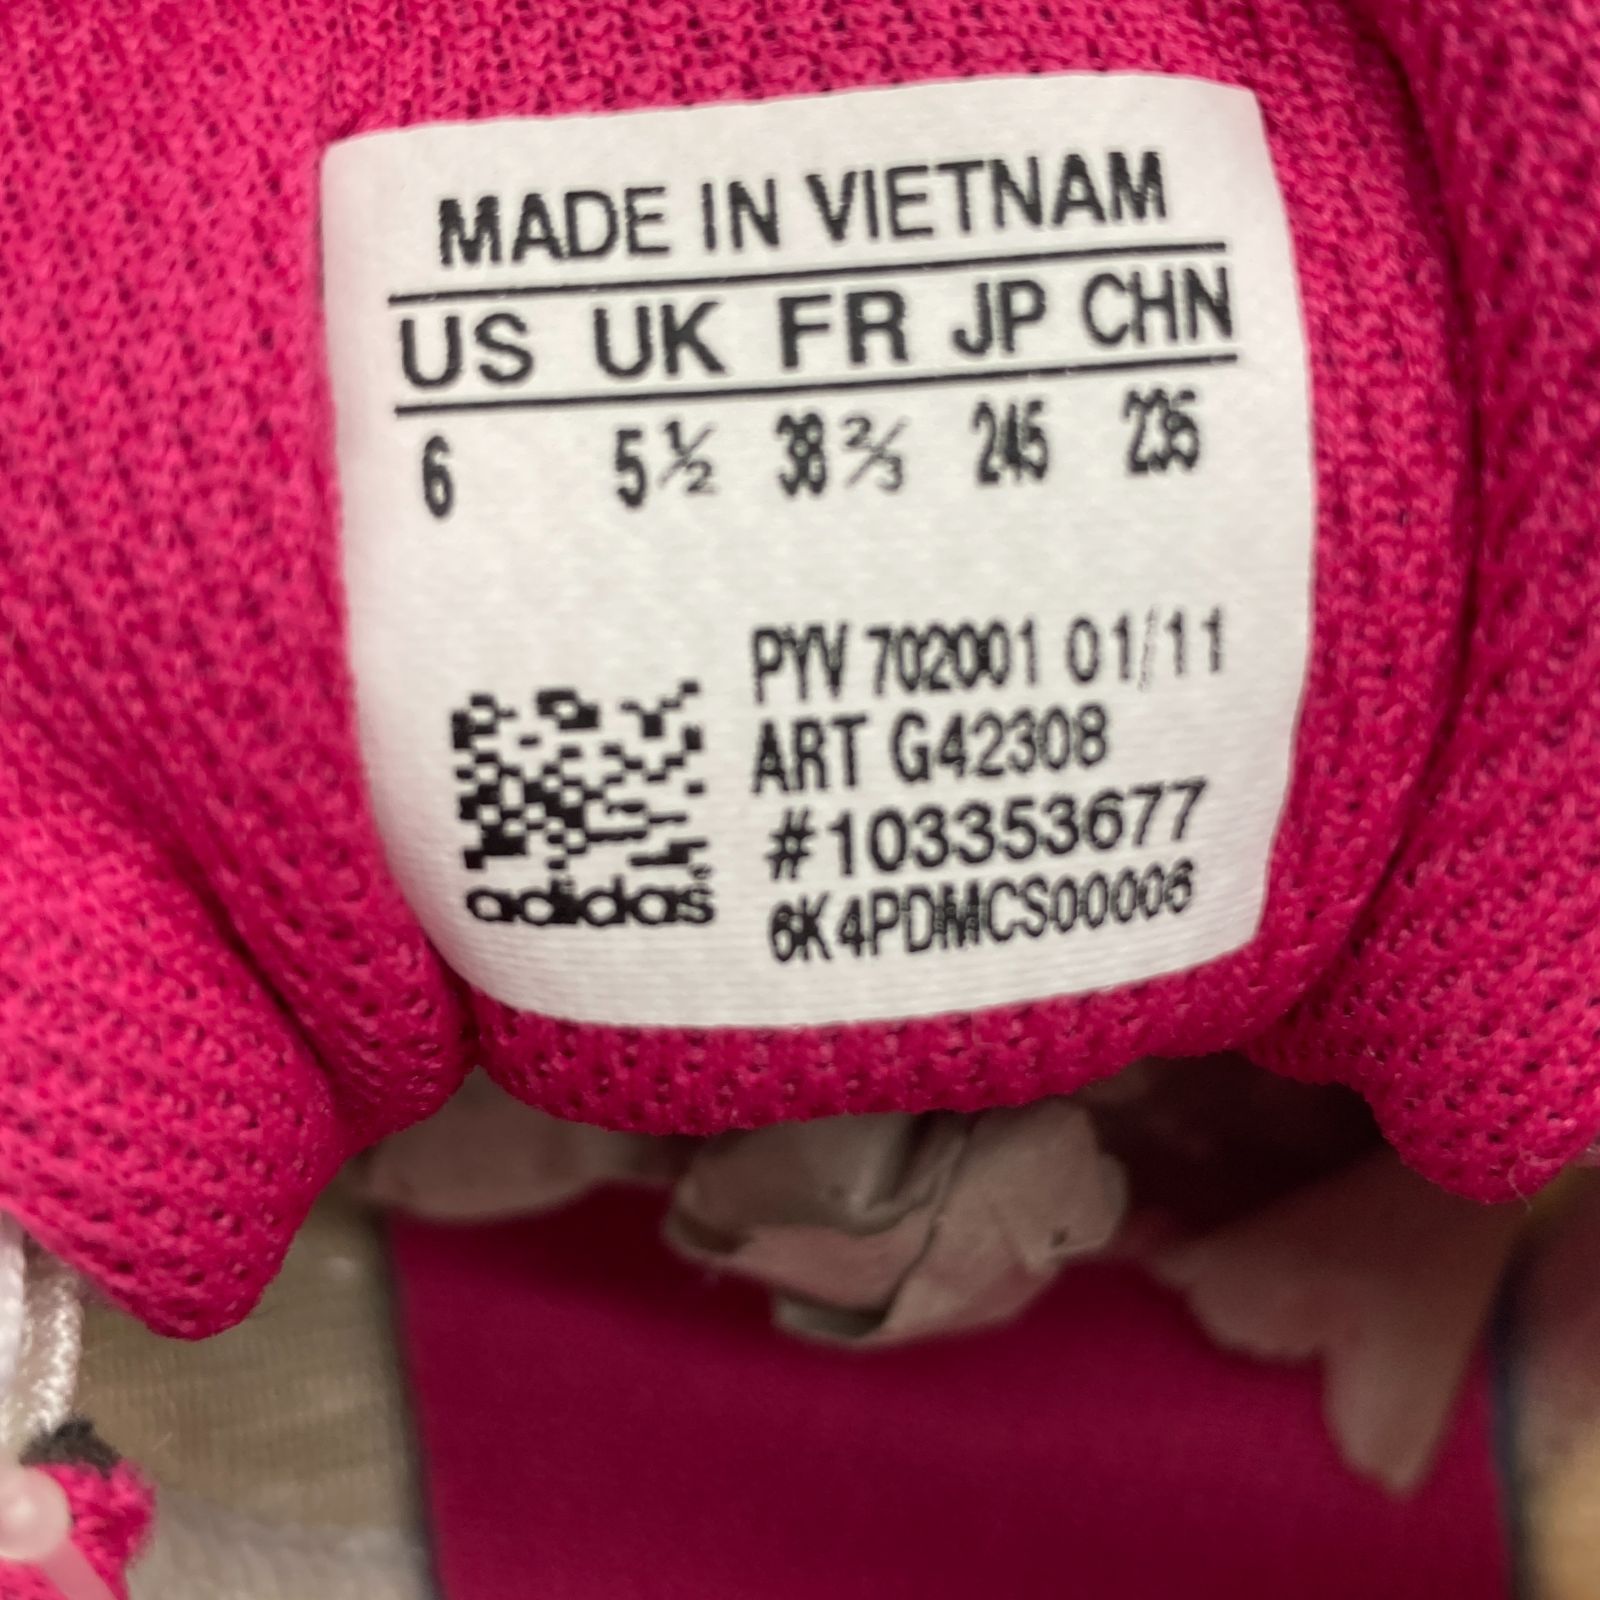 MADE IN VIETNAM
US UK FR JP CHN
6 5½ 38⅔ 245 235
PYV 702001 01/11
ART G42308
#103353677
6K4PDMCS00006
adidas